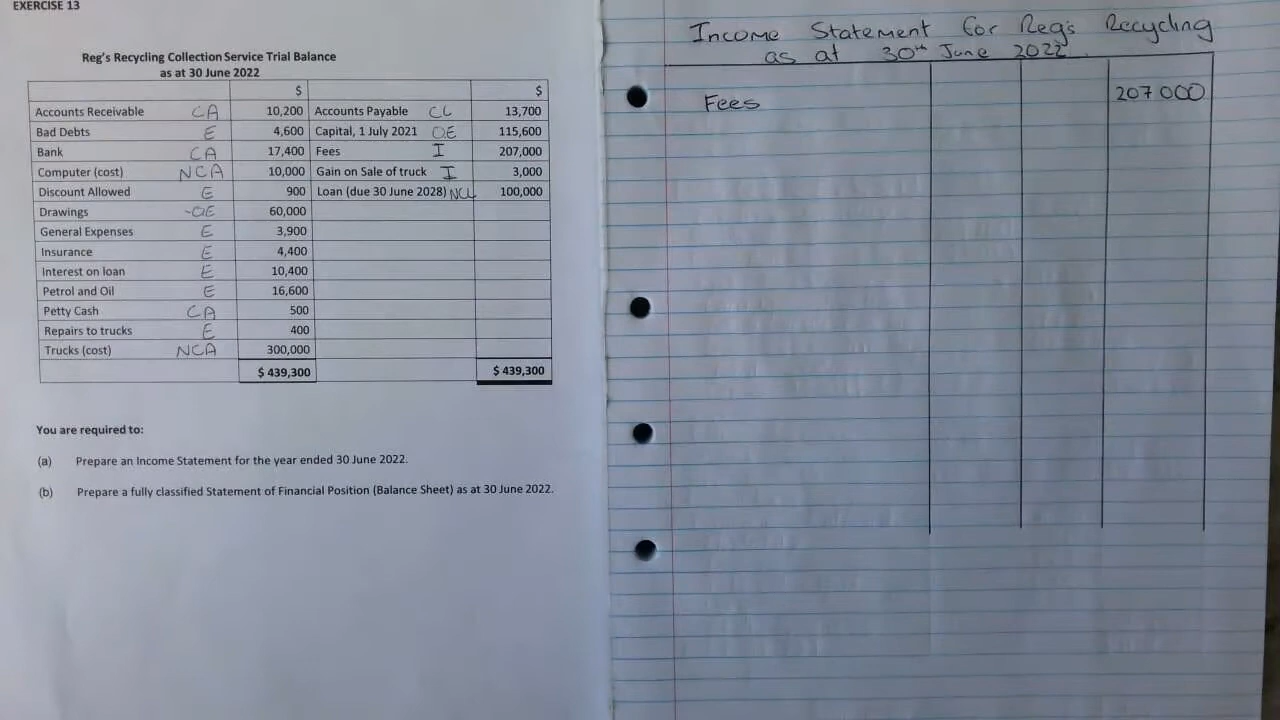 EXERCISE 13
Reg's Recycling Collection Service Trial Balance
as at 30 June 2022
$ $
Accounts Receivable CA 10,200 Accounts Payable CL 13,700
Bad Debts E 4,600 Capital, 1 July 2021 OE 115,600
Bank CA 17,400 Fees I 207,000
Computer (cost) NCA 10,000 Gain on Sale of truck I 3,000
Discount Allowed E 900 Loan (due 30 June 2028) NCL 100,000
Drawings -OE 60,000
General Expenses E 3,900
Insurance E 4,400
Interest on loan E 10,400
Petrol and Oil E 16,600
Petty Cash CA 500
Repairs to trucks E 400
Trucks (cost) NCA 300,000
$ 439,300 $ 439,300
You are required to:
(a) Prepare an Income Statement for the year ended 30 June 2022.
(b) Prepare a fully classified Statement of Financial Position (Balance Sheet) as at 30 June 2022.
Income Statement for Reg's Recycling
as at 30th June 2022
Fees 207 000